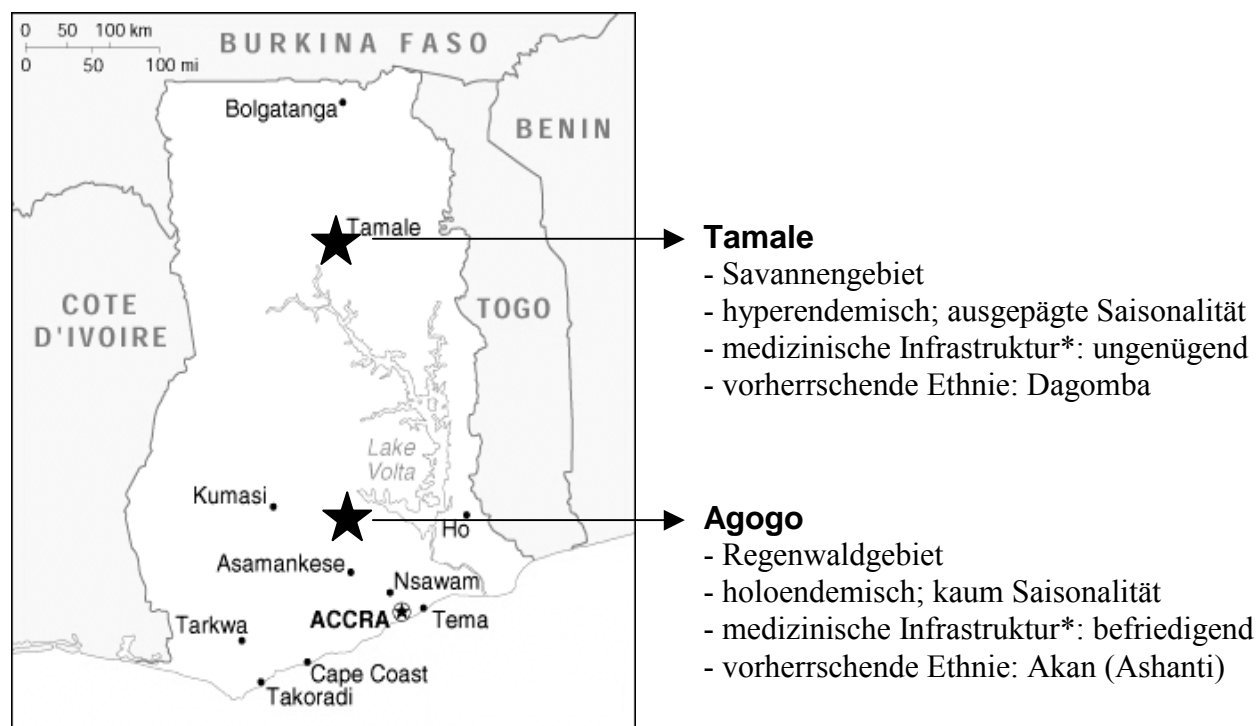 0 50 100 km
0 50 100 mi
BURKINA FASO
Bolgatanga
BENIN
Tamale
COTE
D'IVOIRE
TOGO
Lake
Volta
Kumasi
Ho
Asamankese
Nsawam
ACCRA
Tema
Tarkwa
Cape Coast
Takoradi
Tamale
- Savannengebiet
- hyperendemisch; ausgepägte Saisonalität
- medizinische Infrastruktur*: ungenügend
- vorherrschende Ethnie: Dagomba
Agogo
- Regenwaldgebiet
- holoendemisch; kaum Saisonalität
- medizinische Infrastruktur*: befriedigend
- vorherrschende Ethnie: Akan (Ashanti)